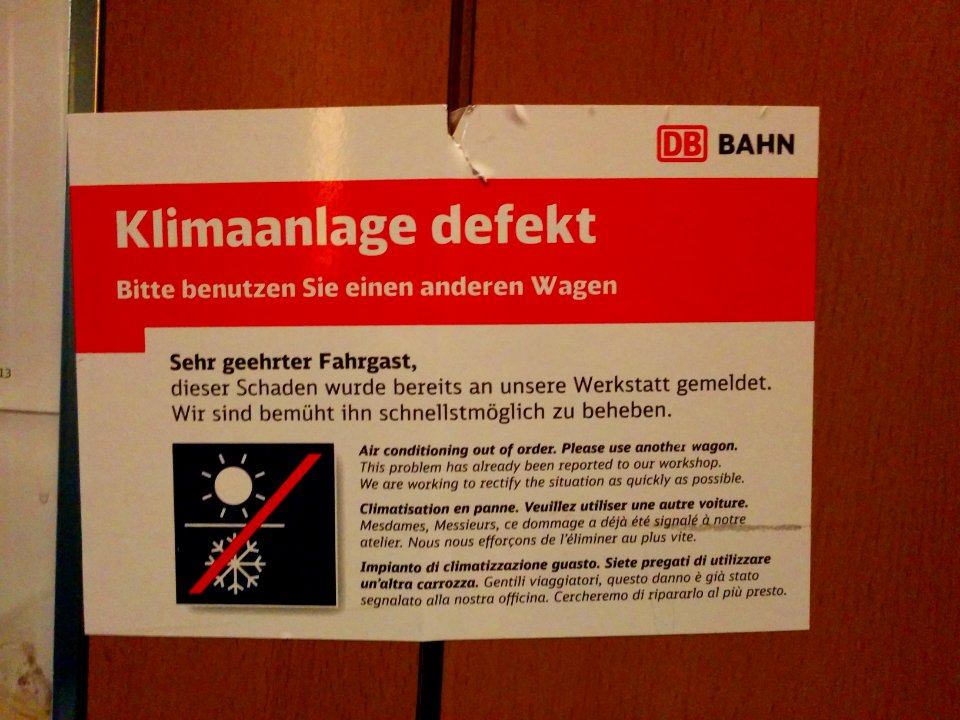 DB BAHN
Klimaanlage defekt
Bitte benutzen Sie einen anderen Wagen
13
Sehr geehrter Fahrgast,
dieser Schaden wurde bereits an unsere Werkstatt gemeldet.
Wir sind bemüht ihn schnellstmöglich zu beheben.
Air conditioning out of order. Please use another wagon.
This problem has already been reported to our workshop.
We are working to rectify the situation as quickly as possible.
Climatisation en panne. Veuillez utiliser une autre voiture.
Mesdames, Messieurs, ce dommage a déjà été signalé à notre
atelier. Nous nous efforçons de l'éliminer au plus vite.
Impianto di climatizzazione guasto. Siete pregati di utilizzare
un'altra carrozza. Gentili viaggiatori, questo danno è già stato
segnalato alla nostra officina. Cercheremo di ripararlo al più presto.